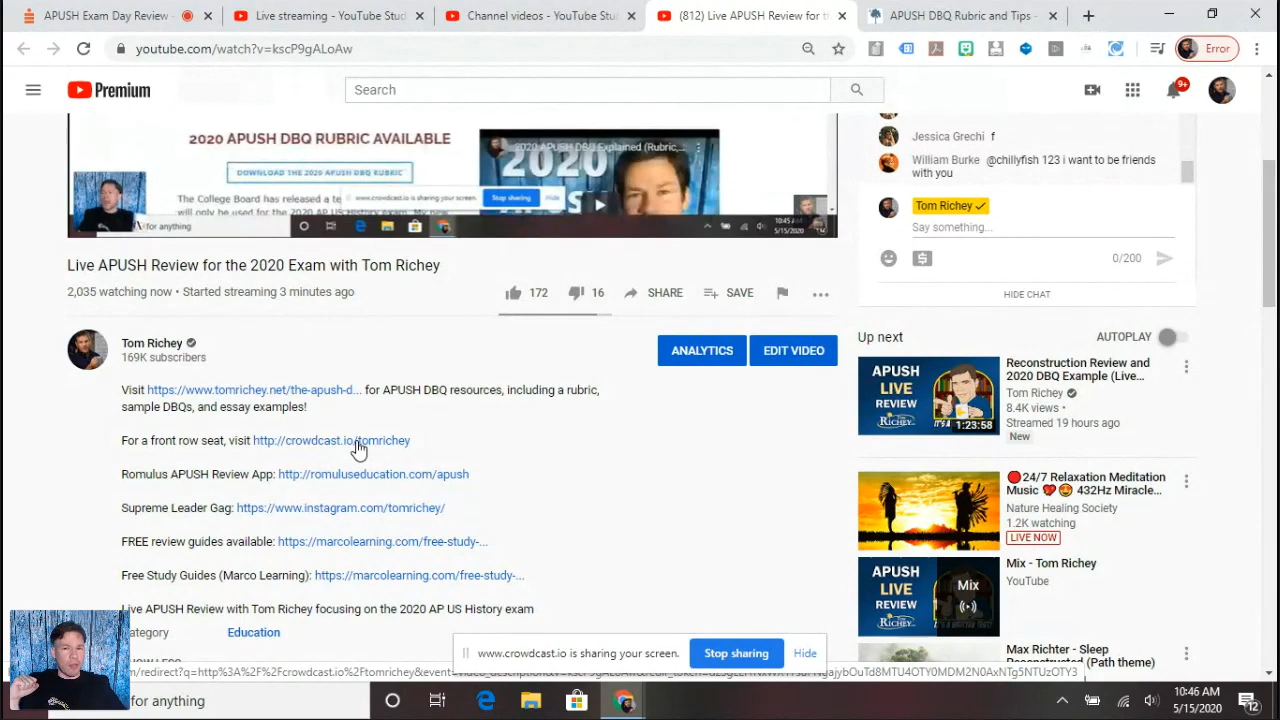 APUSH Exam Day Review -
Live streaming - YouTube Stud
Channel videos - YouTube Stu
(812) Live APUSH Review for t
APUSH DBQ Rubric and Tips -
youtube.com/watch?v=kscP9gALoAw
Error
Premium
Search
9+
2020 APUSH DBQ RUBRIC AVAILABLE
DOWNLOAD THE 2020 APUSH DBQ RUBRIC
The College Board has released a te
will only be used for the 2020 AP US History exam. My new
www.crowdcast.io is sharing your screen.
Stop sharing
Hide
2020 APUSH DBQ Explained (Rubric,...
2020
for anything
10:45 AM
5/15/2020
Jessica Grechi f
William Burke @chillyfish 123 i want to be friends
with you
Tom Richey
Say something...
0/200
HIDE CHAT
Live APUSH Review for the 2020 Exam with Tom Richey
2,035 watching now • Started streaming 3 minutes ago
172
16
SHARE
SAVE
Tom Richey
169K subscribers
ANALYTICS
EDIT VIDEO
Visit https://www.tomrichey.net/the-apush-d... for APUSH DBQ resources, including a rubric,
sample DBQs, and essay examples!
For a front row seat, visit http://crowdcast.io/tomrichey
Romulus APUSH Review App: http://romuluseducation.com/apush
Supreme Leader Gag: https://www.instagram.com/tomrichey/
FREE review guides available: https://marcolearning.com/free-study-...
Free Study Guides (Marco Learning): https://marcolearning.com/free-study-...
Live APUSH Review with Tom Richey focusing on the 2020 AP US History exam
ategory
Education
Up next
AUTOPLAY
APUSH
LIVE
REVIEW
1:23:58
Reconstruction Review and
2020 DBQ Example (Live...
Tom Richey
8.4K views •
Streamed 19 hours ago
New
24/7 Relaxation Meditation
Music 432Hz Miracle...
Nature Healing Society
1.2K watching
LIVE NOW
APUSH
LIVE
REVIEW
Mix
Mix - Tom Richey
YouTube
Max Richter - Sleep
(Path theme)
www.crowdcast.io is sharing your screen.
Stop sharing
Hide
for anything
10:46 AM
5/15/2020
12